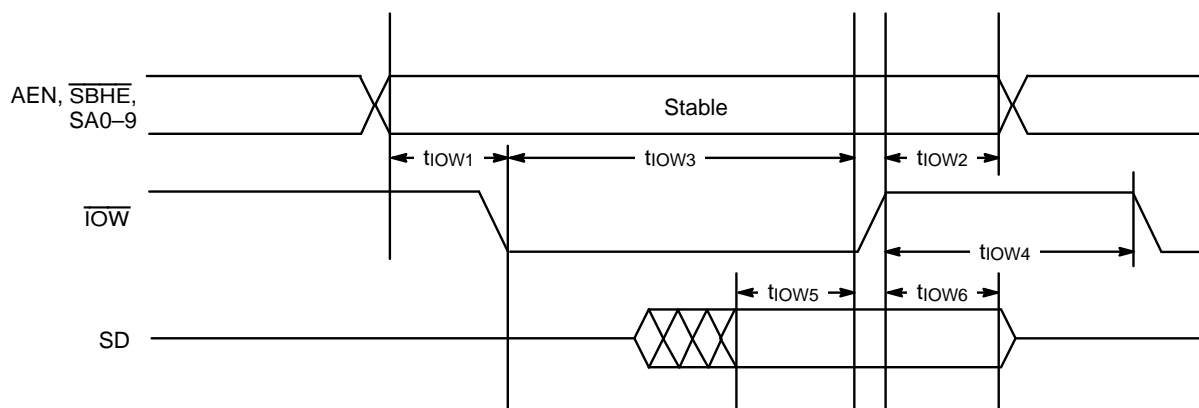 AEN, SBHE,
SA0–9
Stable
tIOW1
tIOW3
tIOW2
IOW
tIOW4
tIOW5
tIOW6
SD